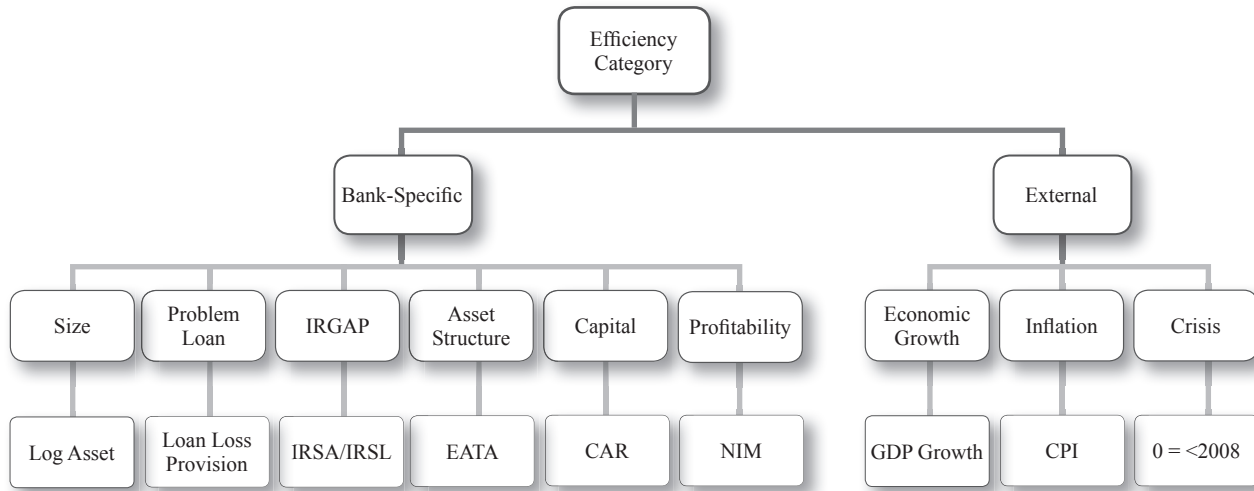 Efficiency
Category
Bank-Specific
External
Size
Problem
Loan
IRGAP
Asset
Structure
Capital
Profitability
Economic
Growth
Inflation
Crisis
Log Asset
Loan Loss
Provision
IRSA/IRSL
EATA
CAR
NIM
GDP Growth
CPI
0 = <2008